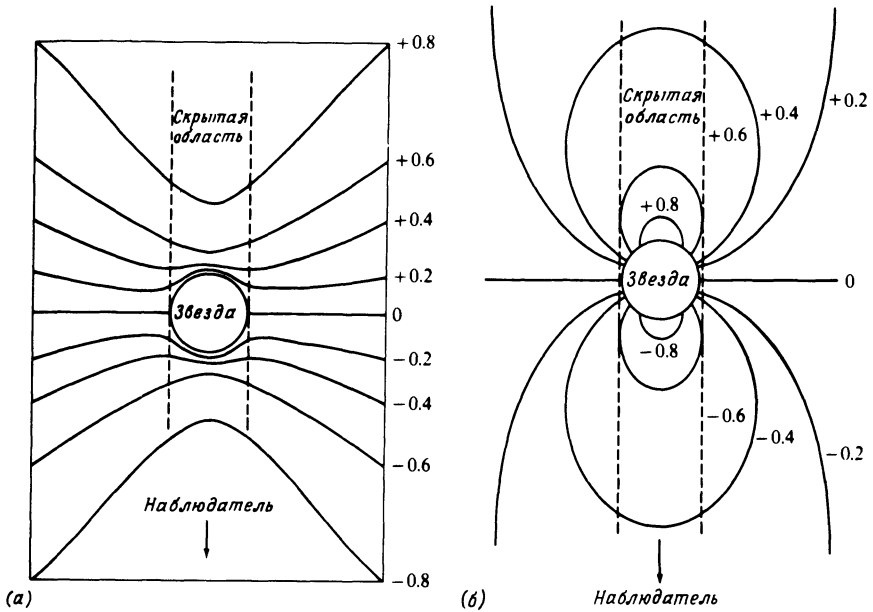 +0.8
Скрытая
область
+0.6
+0.4
+0.2
Звезда
0
−0.2
−0.4
−0.6
Наблюдатель
−0.8
(а)
Скрытая
область
+0.4
+0.2
+0.6
+0.8
Звезда
0
−0.8
−0.6
−0.4
−0.2
Наблюдатель
(б)